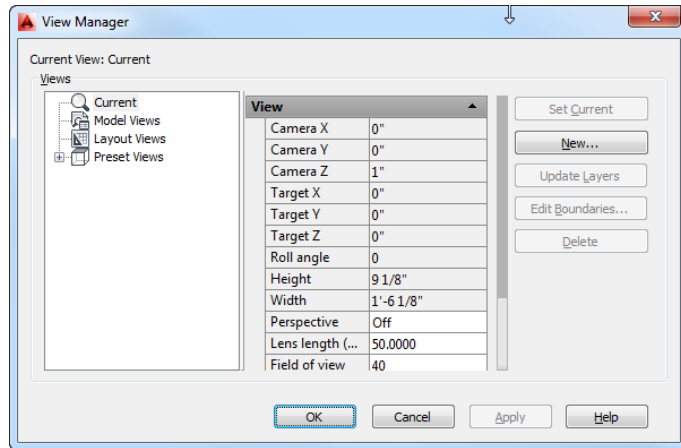 View Manager
Current View: Current
Views
Current
Model Views
Layout Views
Preset Views
View
Camera X 0"
Camera Y 0"
Camera Z 1"
Target X 0"
Target Y 0"
Target Z 0"
Roll angle 0
Height 9 1/8"
Width 1'-6 1/8"
Perspective Off
Lens length (... 50.0000
Field of view 40
Set Current
New...
Update Layers
Edit Boundaries...
Delete
OK Cancel Apply Help